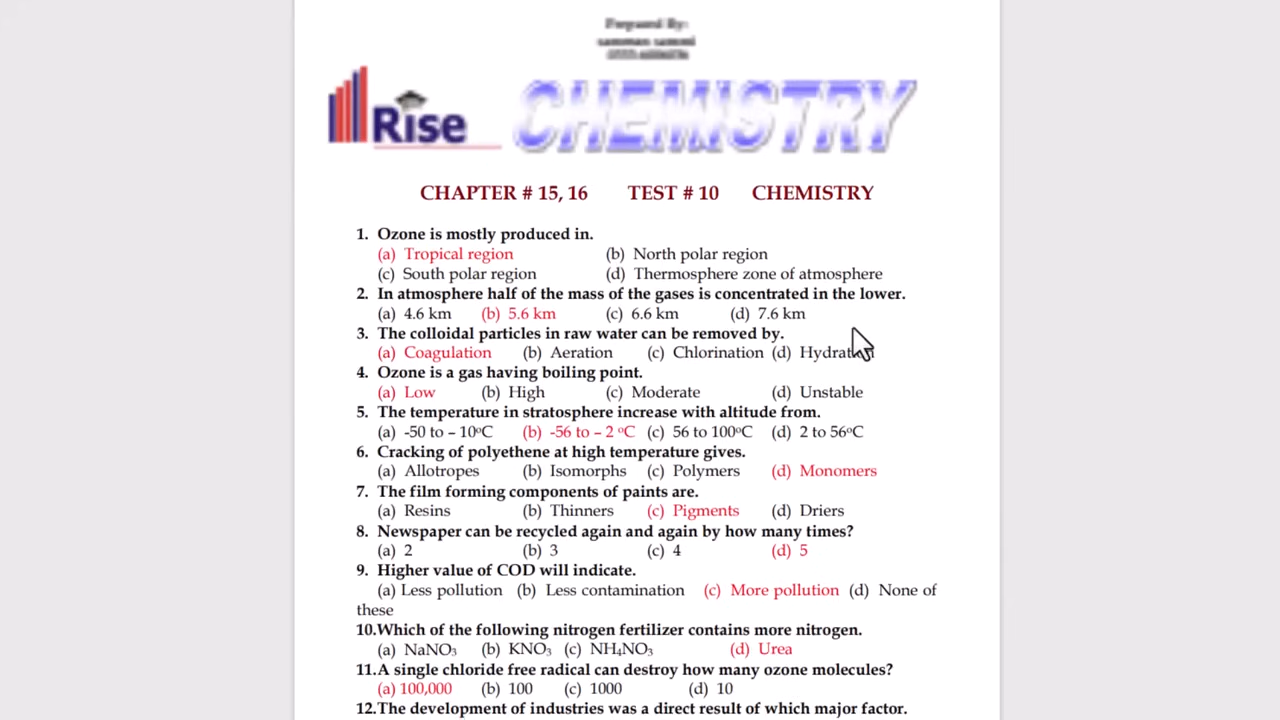 Prepared By:
Rise
CHEMISTRY
CHAPTER # 15, 16 TEST # 10 CHEMISTRY
1. Ozone is mostly produced in.
(a) Tropical region (b) North polar region
(c) South polar region (d) Thermosphere zone of atmosphere
2. In atmosphere half of the mass of the gases is concentrated in the lower.
(a) 4.6 km (b) 5.6 km (c) 6.6 km (d) 7.6 km
3. The colloidal particles in raw water can be removed by.
(a) Coagulation (b) Aeration (c) Chlorination (d)
4. Ozone is a gas having boiling point.
(a) Low (b) High (c) Moderate (d) Unstable
5. The temperature in stratosphere increase with altitude from.
(a) -50 to – 10ºC (b) -56 to – 2 ºC (c) 56 to 100ºC (d) 2 to 56ºC
6. Cracking of polyethene at high temperature gives.
(a) Allotropes (b) Isomorphs (c) Polymers (d) Monomers
7. The film forming components of paints are.
(a) Resins (b) Thinners (c) Pigments (d) Driers
8. Newspaper can be recycled again and again by how many times?
(a) 2 (b) 3 (c) 4 (d) 5
9. Higher value of COD will indicate.
(a) Less pollution (b) Less contamination (c) More pollution (d) None of
these
10.Which of the following nitrogen fertilizer contains more nitrogen.
(a) NaNO₃ (b) KNO₃ (c) NH₄NO₃ (d) Urea
11.A single chloride free radical can destroy how many ozone molecules?
(a) 100,000 (b) 100 (c) 1000 (d) 10
12.The development of industries was a direct result of which major factor.